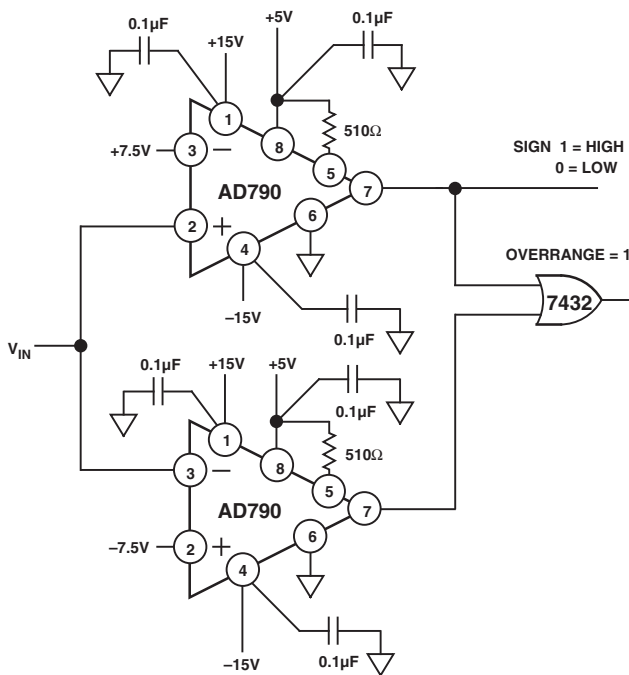 0.1µF
+15V
+5V
0.1µF
1
8
510Ω
+7.5V
3
–
5
SIGN 1 = HIGH
0 = LOW
AD790
7
2
+
6
4
OVERRANGE = 1
–15V
7432
0.1µF
VIN
0.1µF
+15V
+5V
0.1µF
1
8
510Ω
3
–
5
AD790
7
–7.5V
2
+
6
4
–15V
0.1µF